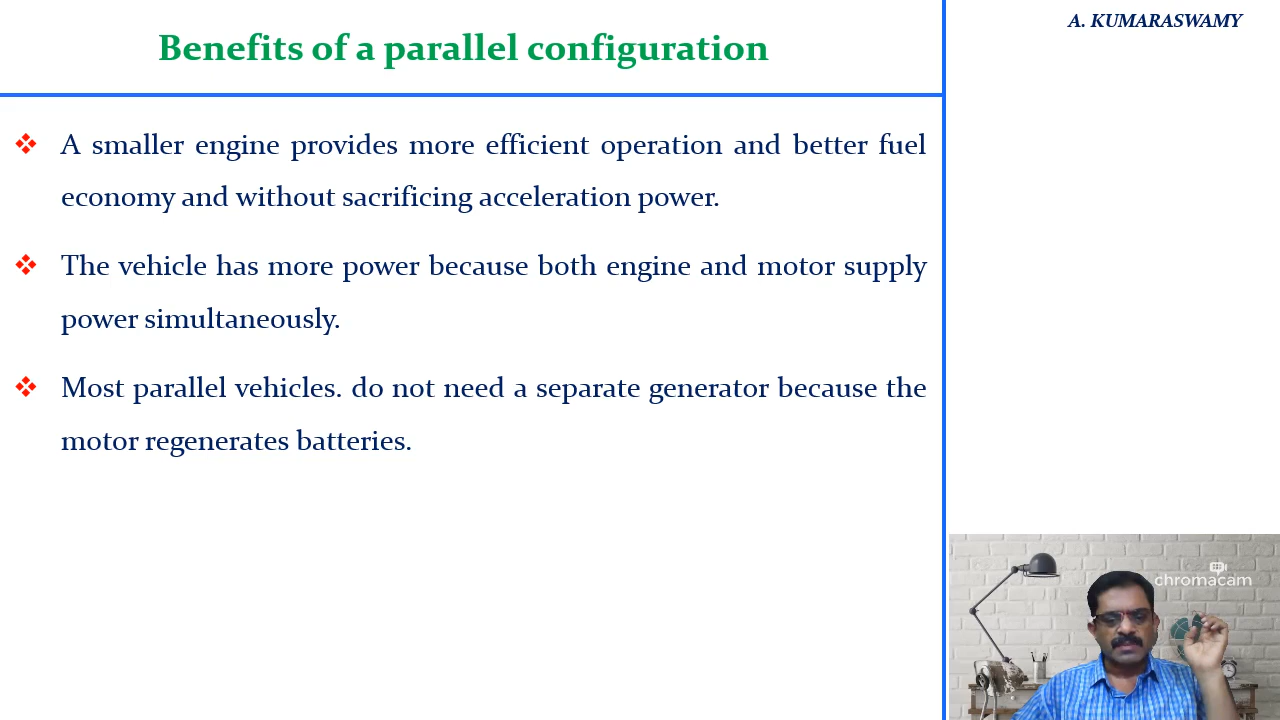 A. KUMARASWAMY
Benefits of a parallel configuration
A smaller engine provides more efficient operation and better fuel
economy and without sacrificing acceleration power.
The vehicle has more power because both engine and motor supply
power simultaneously.
Most parallel vehicles. do not need a separate generator because the
motor regenerates batteries.
chromacam